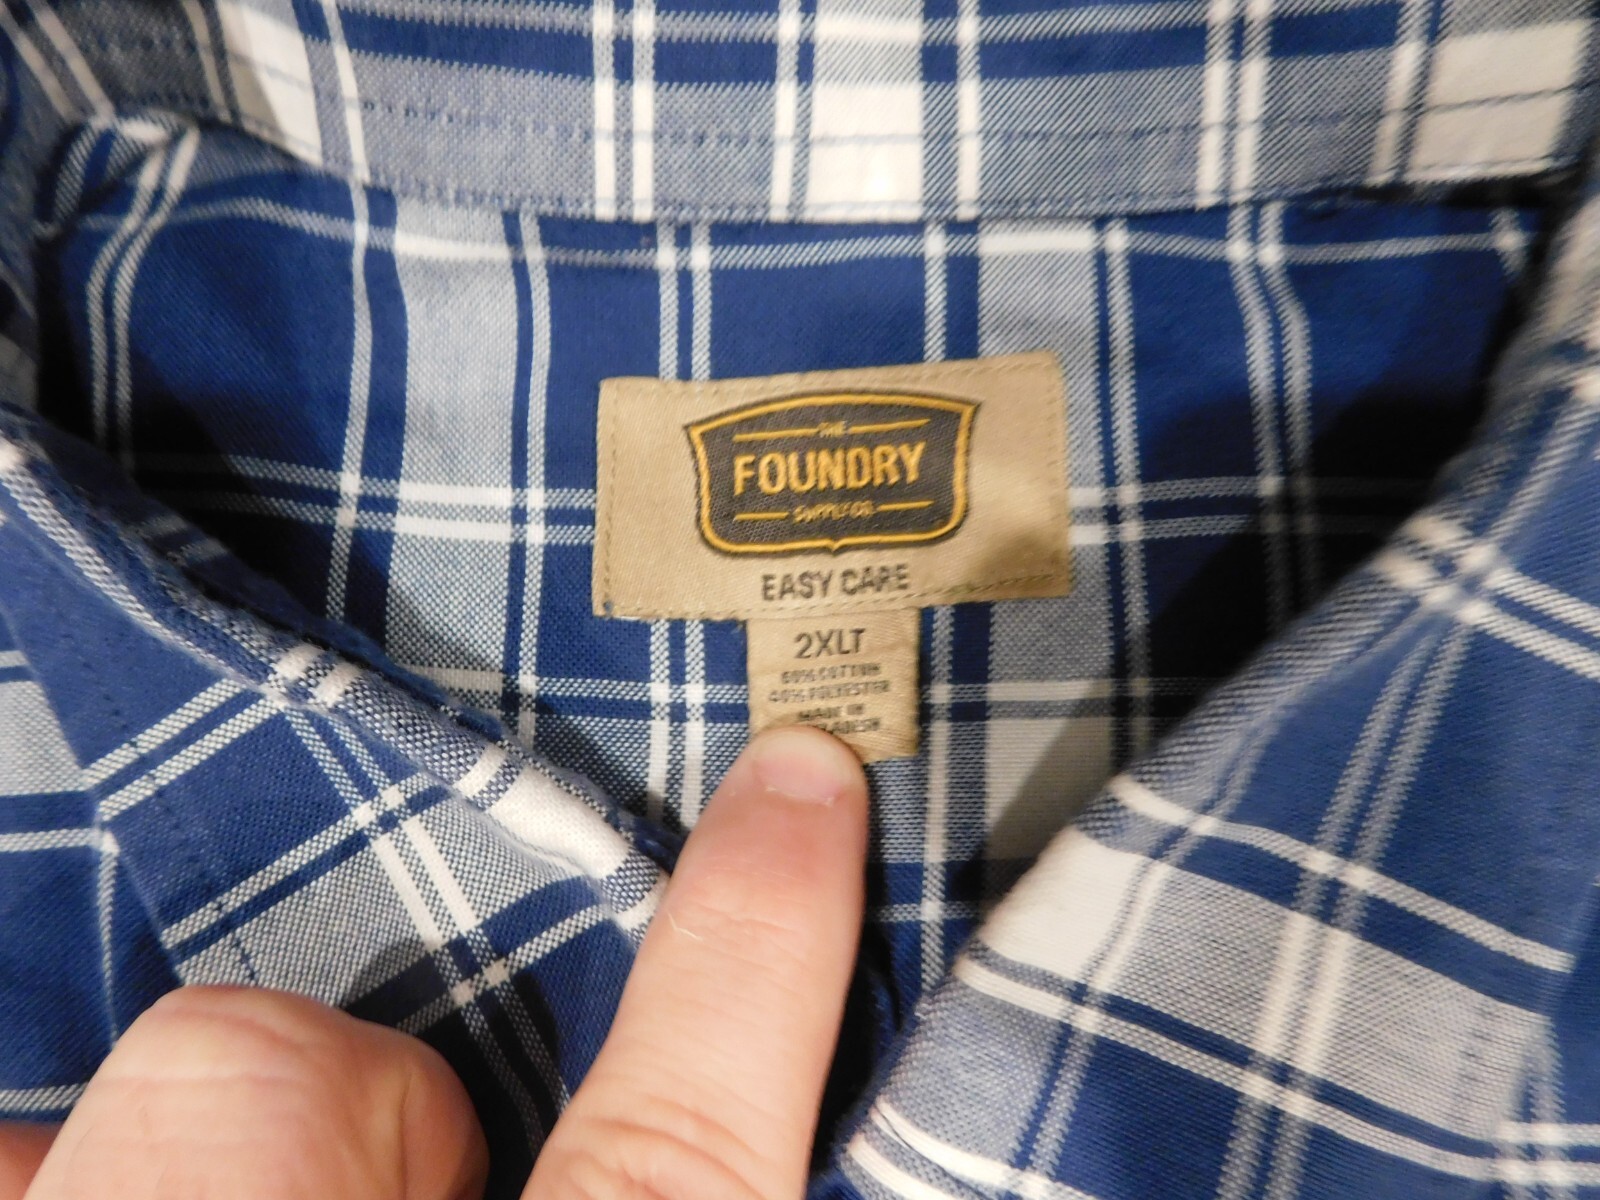 THE
FOUNDRY
SUPPLY CO.
EASY CARE
2XLT
60% COTTON
40% POLYESTER
MADE IN